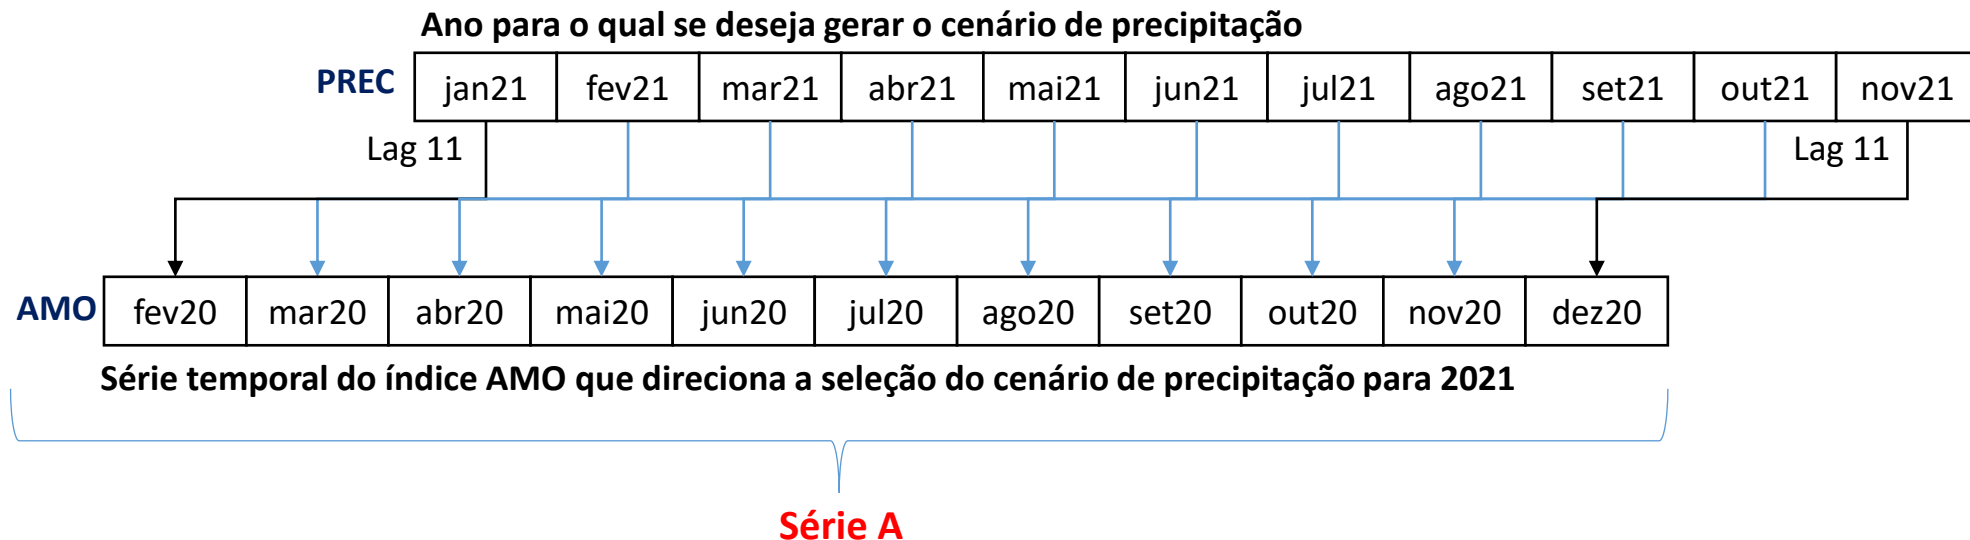 Ano para o qual se deseja gerar o cenário de precipitação
PREC jan21 fev21 mar21 abr21 mai21 jun21 jul21 ago21 set21 out21 nov21
Lag 11 Lag 11
AMO fev20 mar20 abr20 mai20 jun20 jul20 ago20 set20 out20 nov20 dez20
Série temporal do índice AMO que direciona a seleção do cenário de precipitação para 2021
Série A